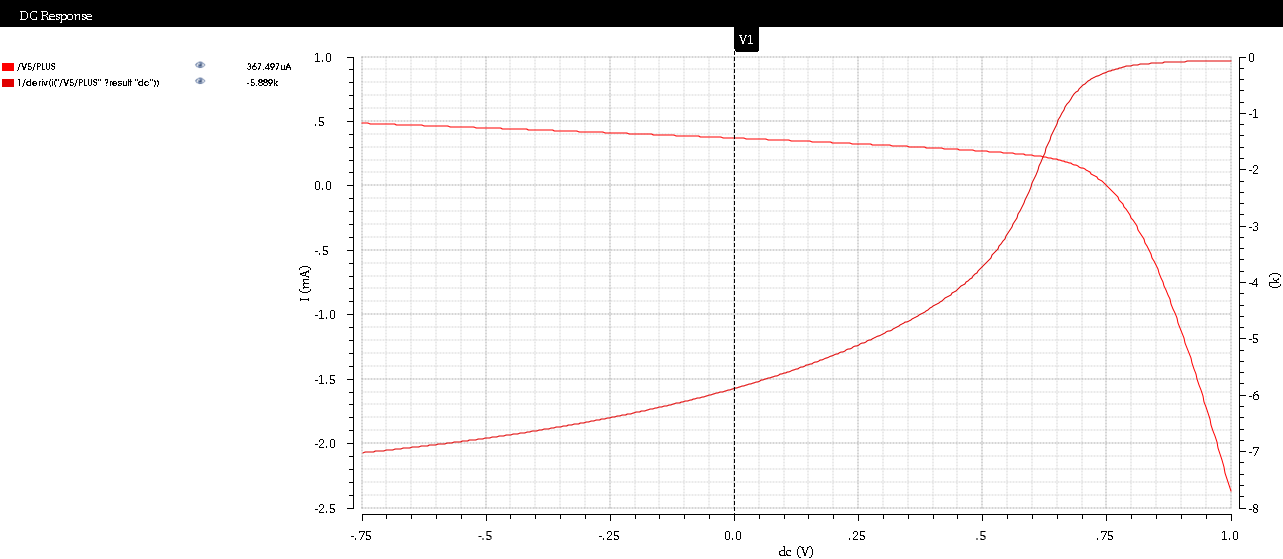 DC Response
V1
/V5/PLUS 367.497uA
1/deriv(i("/V5/PLUS" ?result "dc")) -5.889k
1.0
.5
0.0
-.5
-1.0
-1.5
-2.0
-2.5
I (mA)
0
-1
-2
-3
-4
-5
-6
-7
-8
(k)
-.75 -.5 -.25 0.0 .25 .5 .75 1.0
dc (V)